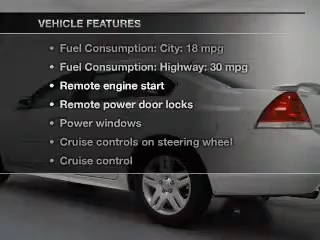 VEHICLE FEATURES
• Fuel Consumption: City: 18 mpg
• Fuel Consumption: Highway: 30 mpg
• Remote engine start
• Remote power door locks
• Power windows
• Cruise controls on steering wheel
• Cruise control